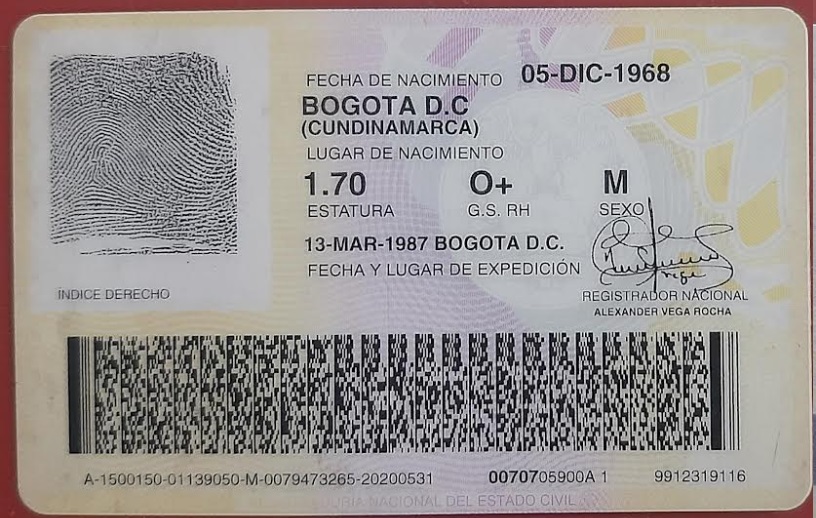 FECHA DE NACIMIENTO 05-DIC-1968
BOGOTA D.C
(CUNDINAMARCA)
LUGAR DE NACIMIENTO
1.70 O+ M
ESTATURA G.S. RH SEXO
13-MAR-1987 BOGOTA D.C.
FECHA Y LUGAR DE EXPEDICIÓN
INDICE DERECHO
REGISTRADOR NACIONAL
ALEXANDER VEGA ROCHA
A-1500150-01139050-M-0079473265-20200531 0070705900A 1 9912319116
NACIONAL DEL ESTADO CIVIL